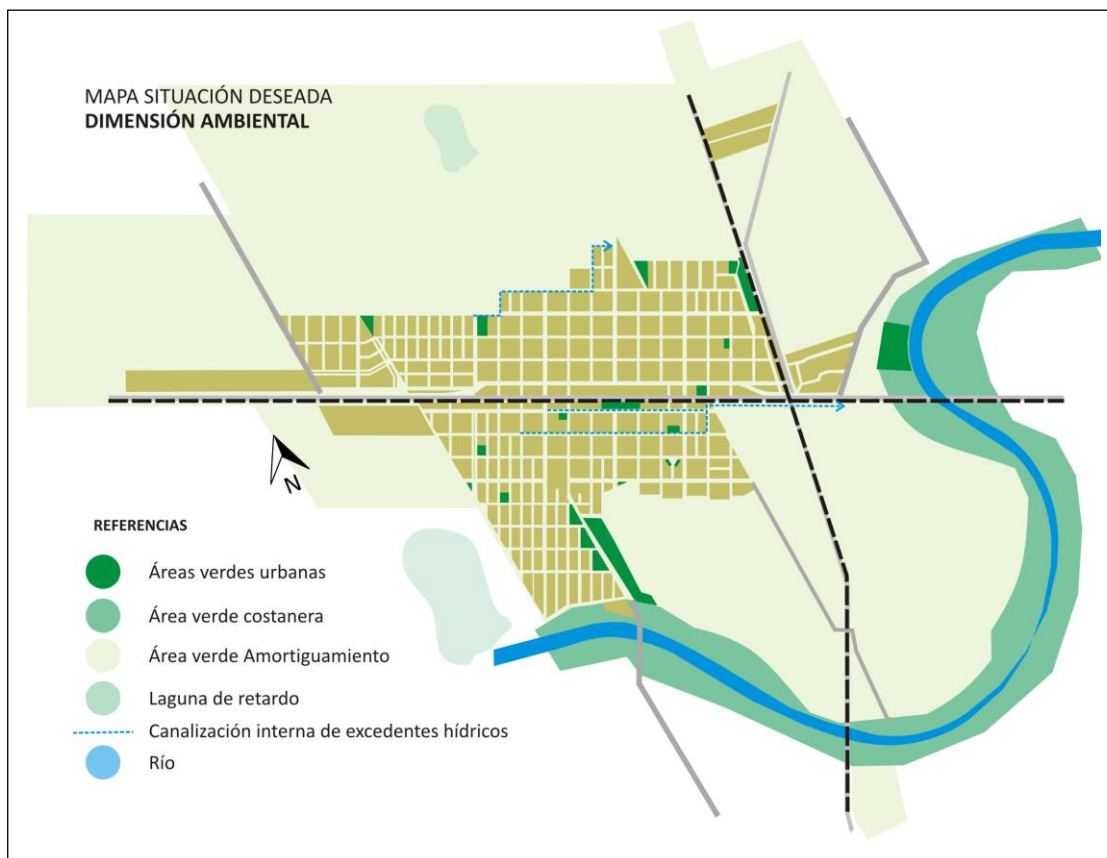 MAPA SITUACIÓN DESEADA
DIMENSIÓN AMBIENTAL
N
REFERENCIAS
Áreas verdes urbanas
Área verde costanera
Área verde Amortiguamiento
Laguna de retardo
Canalización interna de excedentes hídricos
Río